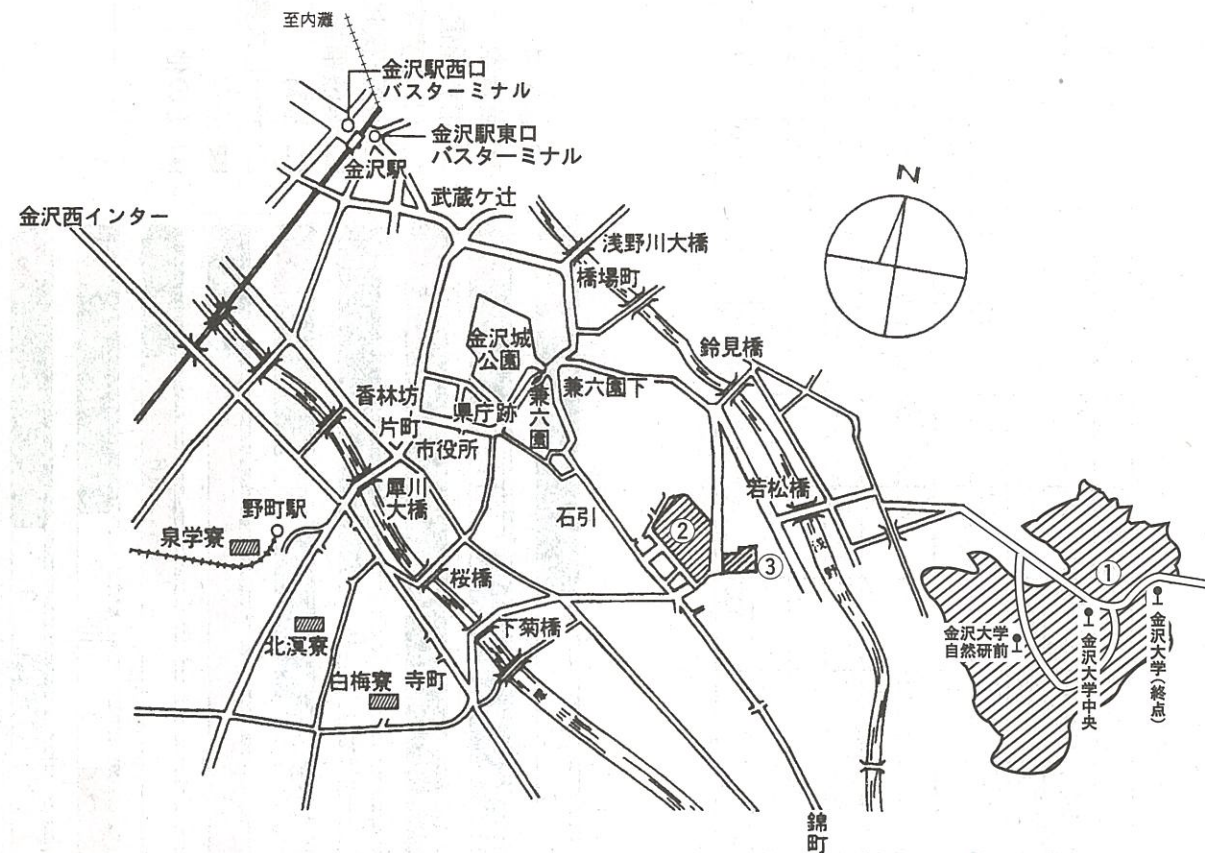 至内灘
金沢駅西口
バスターミナル
金沢駅東口
バスターミナル
金沢駅
武蔵ケ辻
N
金沢西インター
浅野川大橋
橋場町
金沢城
公園
鈴見橋
兼六園下
兼六園
香林坊
県庁跡
片町
市役所
犀川
大橋
若松橋
野町駅
石引
②
泉学寮
③
浅野川
①
桜橋
北溟寮
下菊橋
金沢大学
自然研前
金沢大学中央
金沢大学(終点)
白梅寮
寺町
犀川
錦町